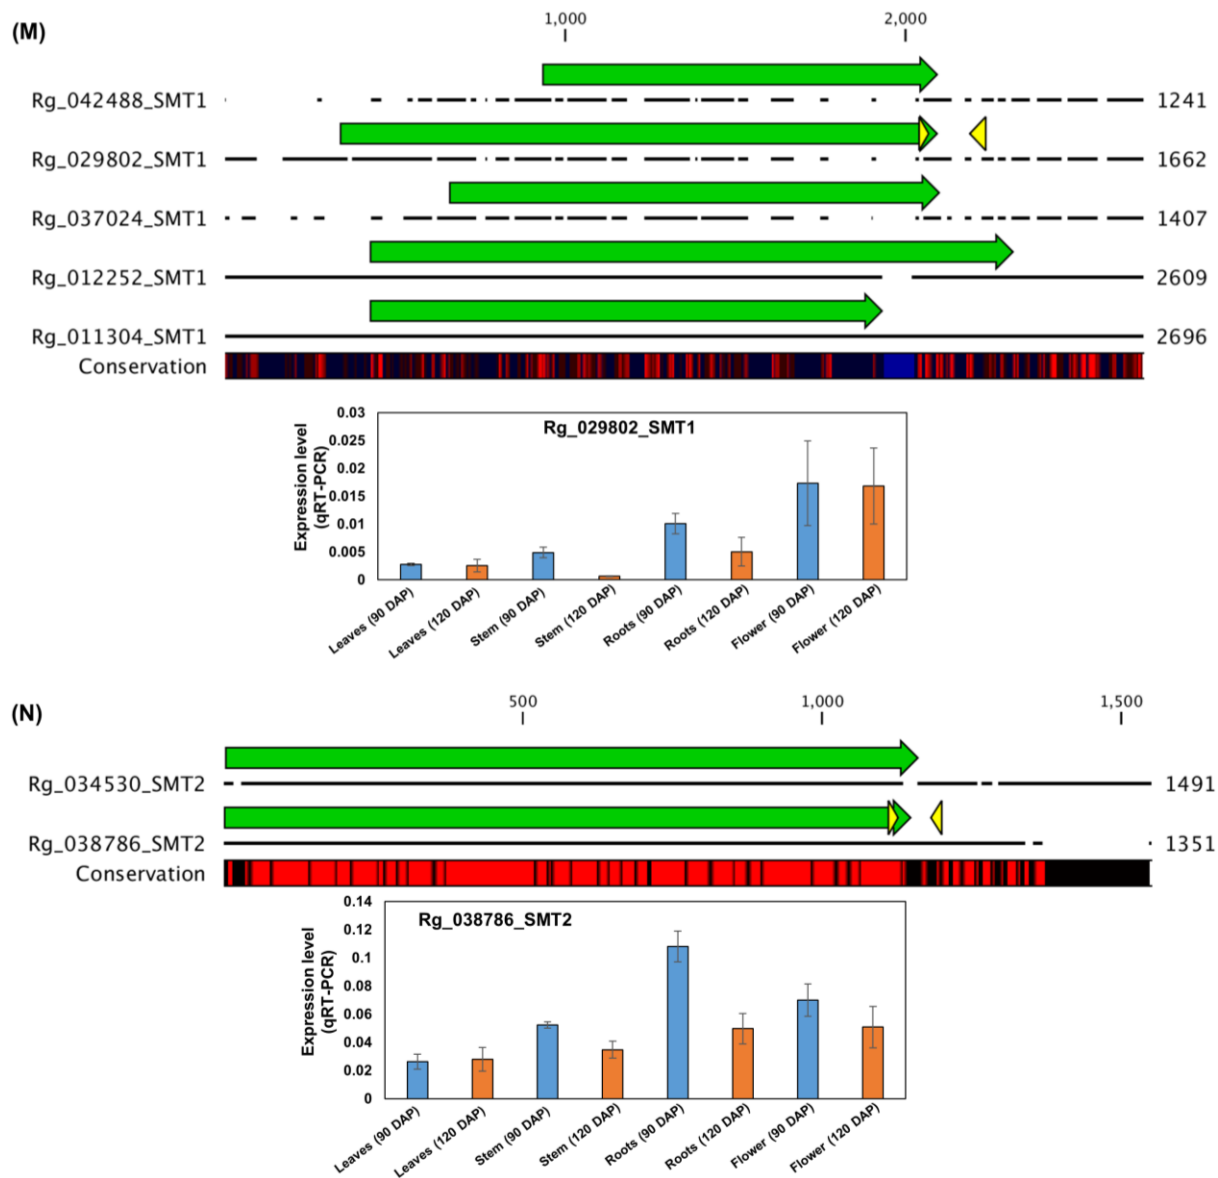 (M)
1,000 2,000
Rg_042488_SMT1 1241
Rg_029802_SMT1 1662
Rg_037024_SMT1 1407
Rg_012252_SMT1 2609
Rg_011304_SMT1 2696
Conservation
Rg_029802_SMT1
Expression level
(qRT-PCR)
0.03
0.025
0.02
0.015
0.01
0.005
0
Leaves (90 DAP)
Leaves (120 DAP)
Stem (90 DAP)
Stem (120 DAP)
Roots (90 DAP)
Roots (120 DAP)
Flower (90 DAP)
Flower (120 DAP)
(N)
500 1,000 1,500
Rg_034530_SMT2 1491
Rg_038786_SMT2 1351
Conservation
Rg_038786_SMT2
Expression level
(qRT-PCR)
0.14
0.12
0.1
0.08
0.06
0.04
0.02
0
Leaves (90 DAP)
Leaves (120 DAP)
Stem (90 DAP)
Stem (120 DAP)
Roots (90 DAP)
Roots (120 DAP)
Flower (90 DAP)
Flower (120 DAP)